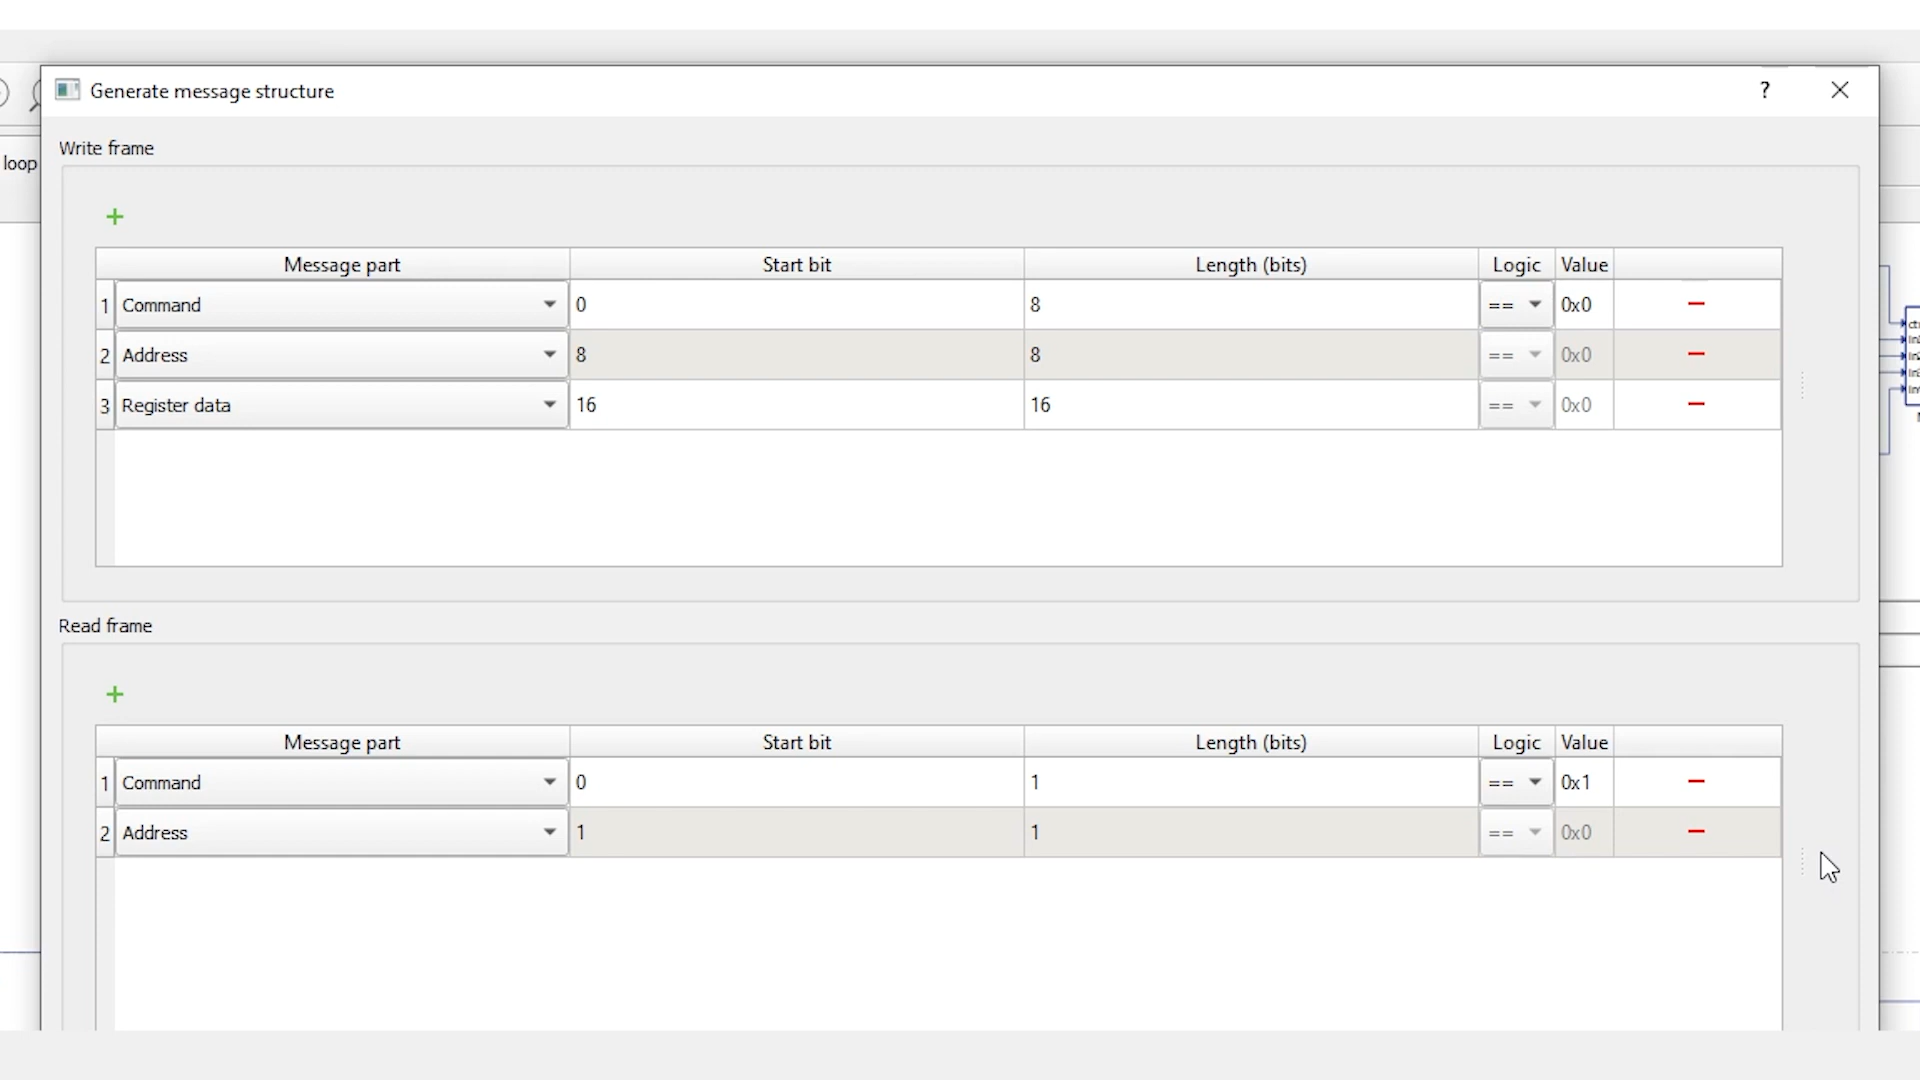 Generate message structure ?
loop
Write frame
+
Message part Start bit Length (bits) Logic Value
1 Command 0 8 == 0x0
2 Address 8 8 == 0x0
3 Register data 16 16 == 0x0
Read frame
+
Message part Start bit Length (bits) Logic Value
1 Command 0 1 == 0x1
2 Address 1 1 == 0x0